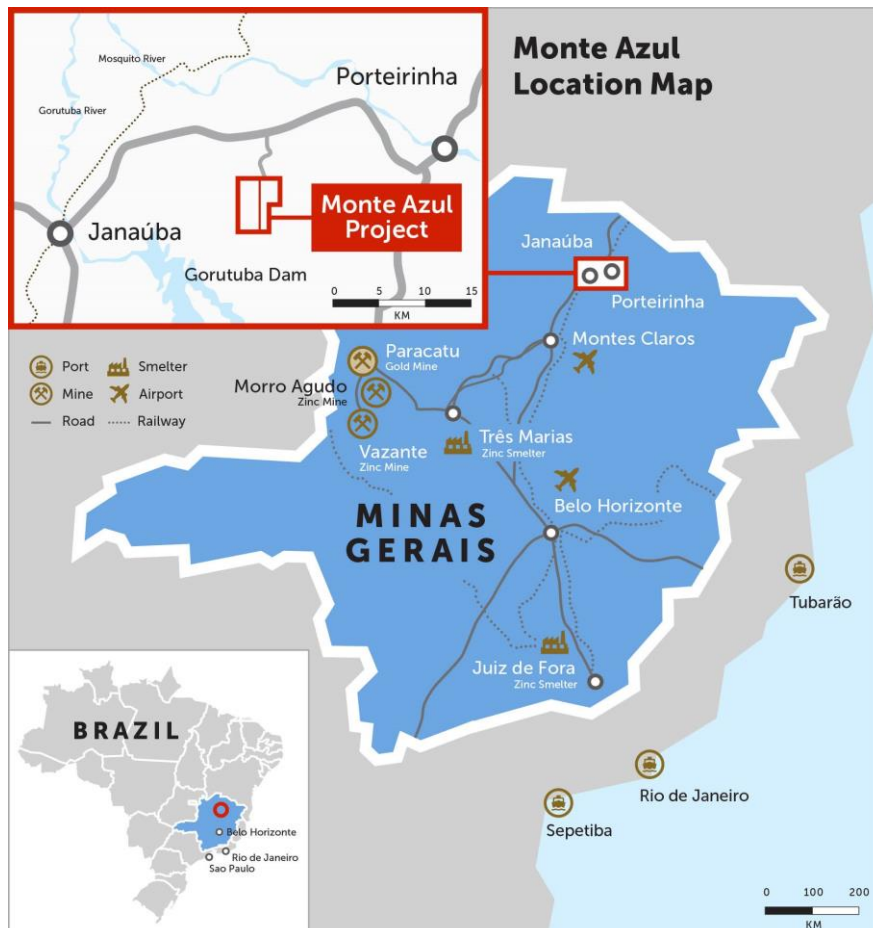 Monte Azul
Location Map
Mosquito River
Porteirinha
Gorutuba River
Monte Azul
Project
Janaúba
Gorutuba Dam
0 5 10 15
KM
Janaúba
Porteirinha
Montes Claros
Port
Smelter
Mine
Airport
Road
Railway
Paracatu
Gold Mine
Morro Agudo
Zinc Mine
Vazante
Zinc Mine
Três Marias
Zinc Smelter
Belo Horizonte
MINAS
GERAIS
Tubarão
Juiz de Fora
Zinc Smelter
Rio de Janeiro
Sepetiba
BRAZIL
Belo Horizonte
Rio de Janeiro
Sao Paulo
0 100 200
KM